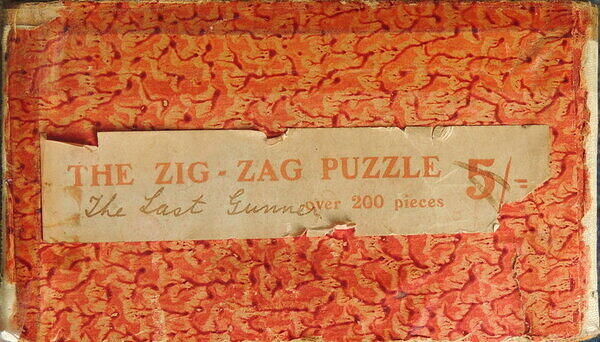 THE ZIG-ZAG PUZZLE 5/-
The Last Gunner over 200 pieces